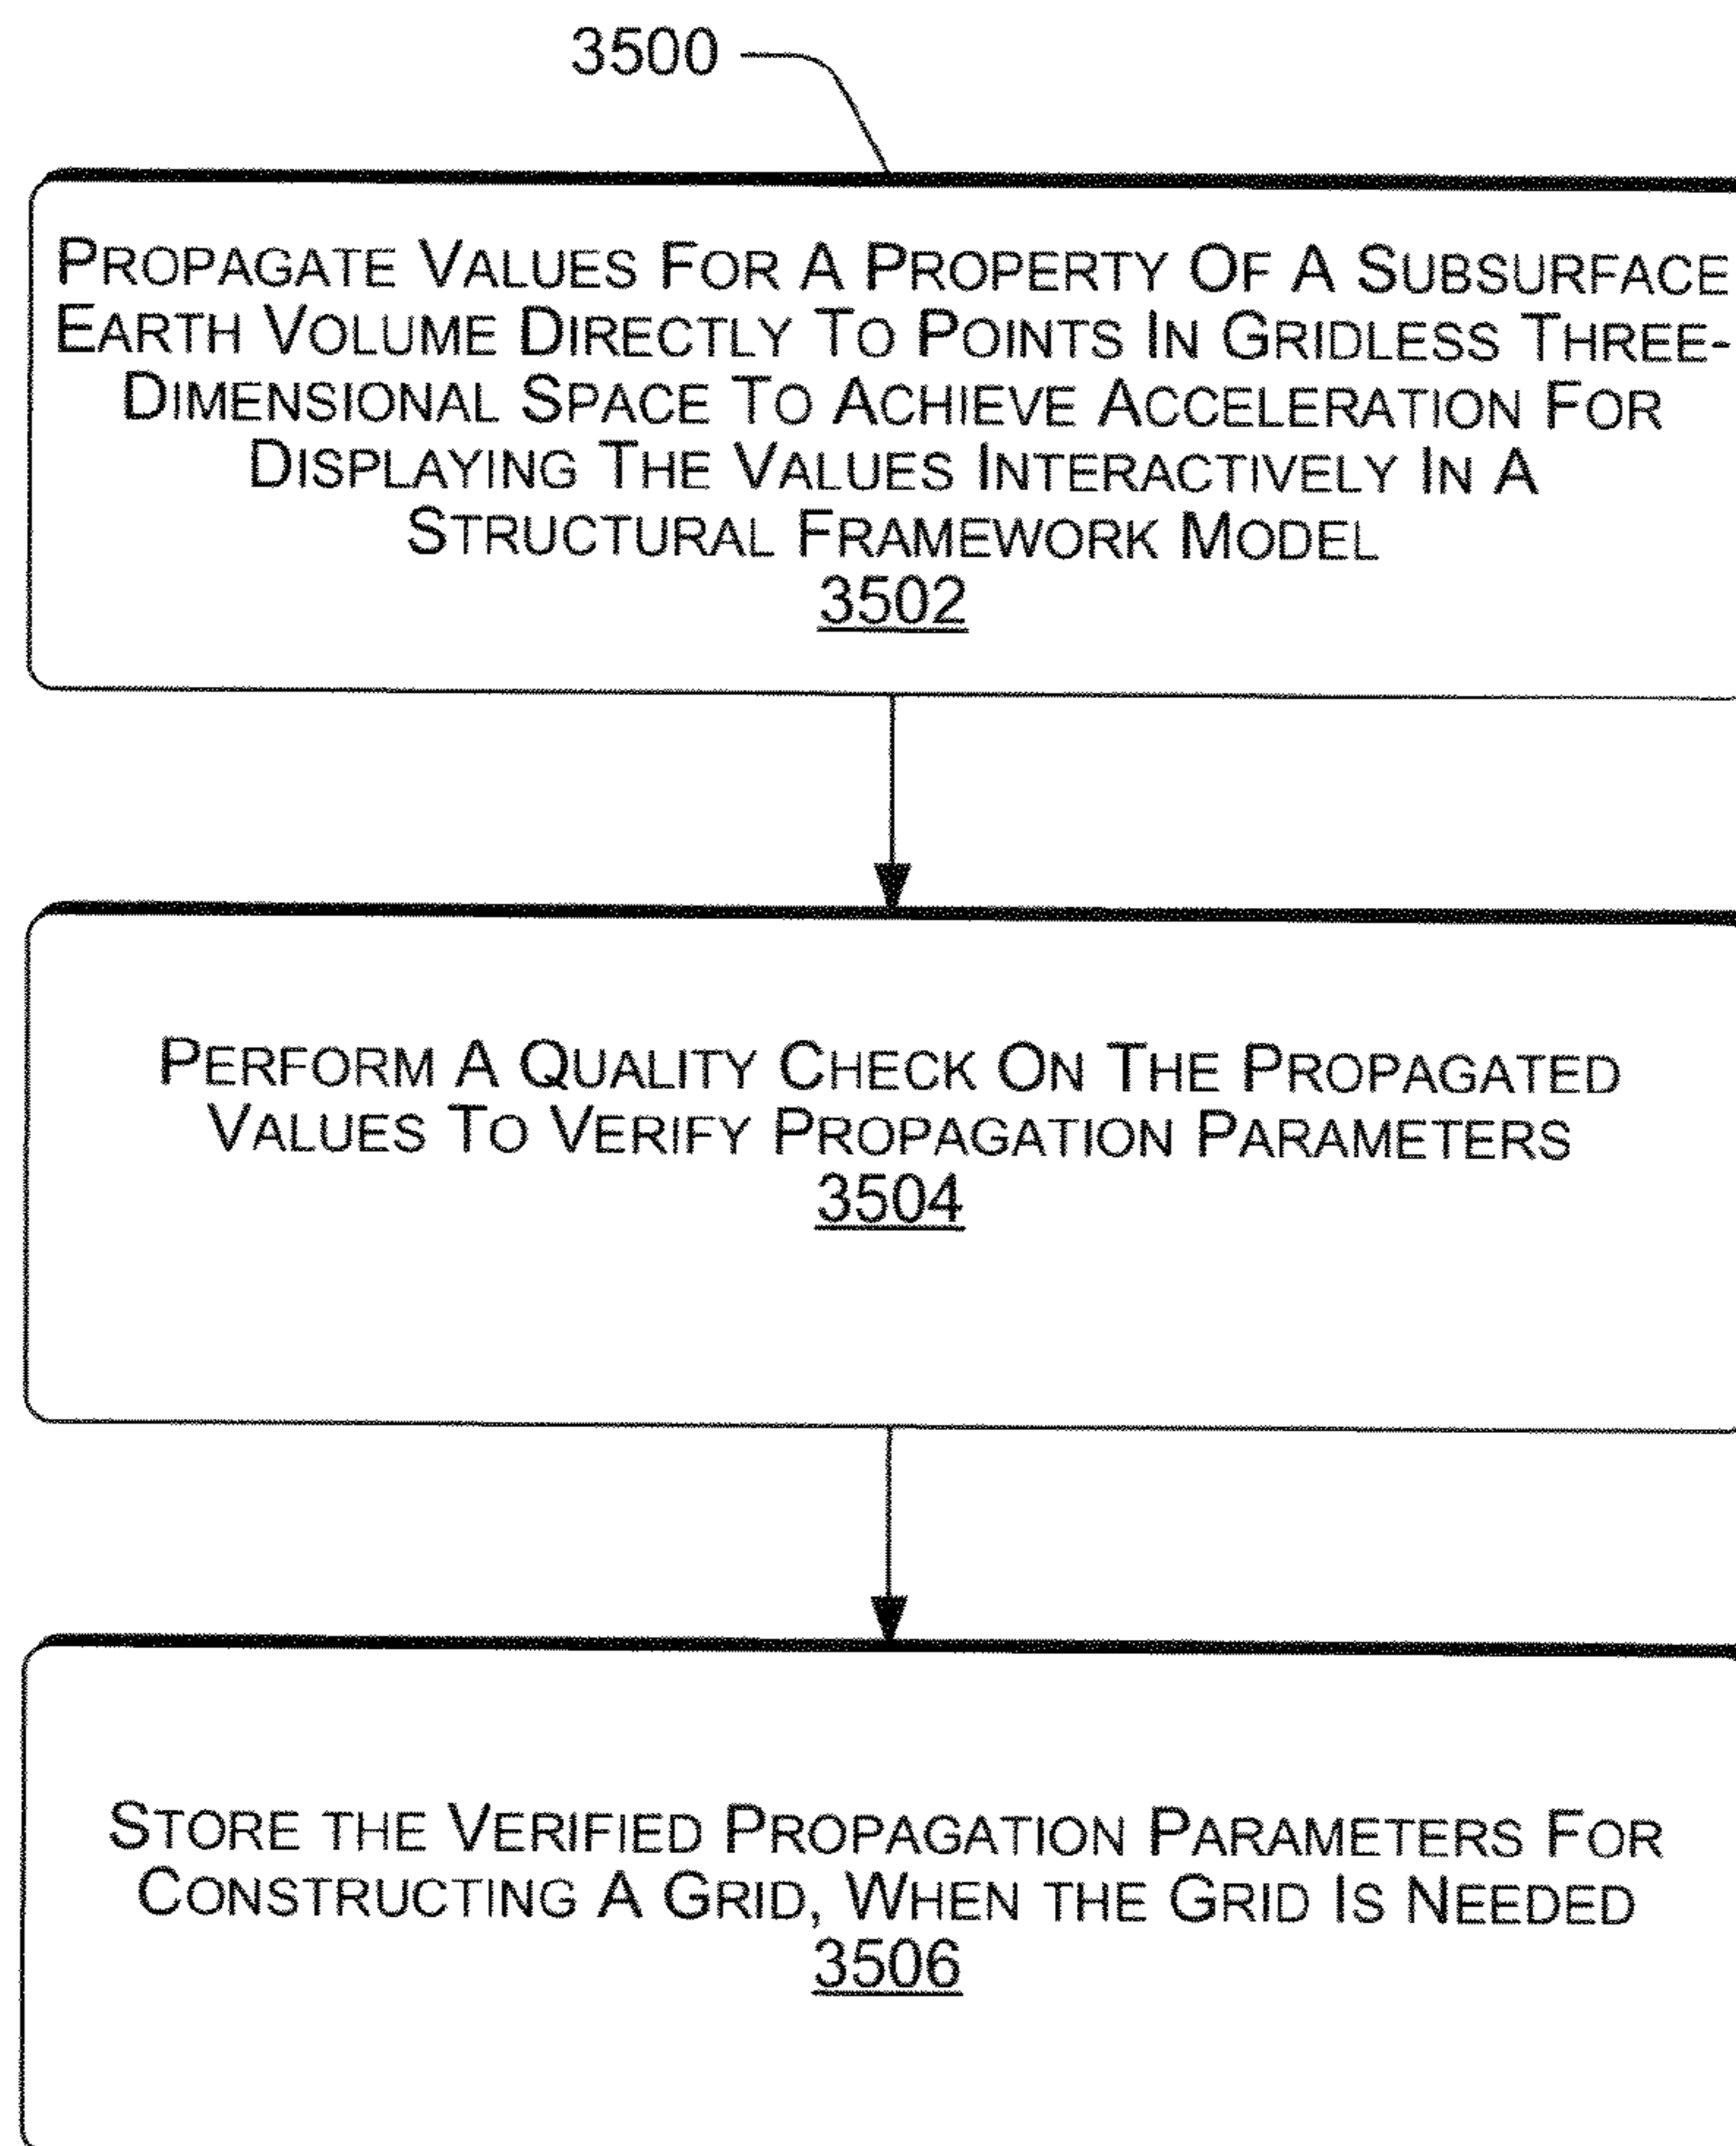 3500
PROPAGATE VALUES FOR A PROPERTY OF A SUBSURFACE
EARTH VOLUME DIRECTLY TO POINTS IN GRIDLESS THREE-
DIMENSIONAL SPACE TO ACHIEVE ACCELERATION FOR
DISPLAYING THE VALUES INTERACTIVELY IN A
STRUCTURAL FRAMEWORK MODEL
3502
PERFORM A QUALITY CHECK ON THE PROPAGATED
VALUES TO VERIFY PROPAGATION PARAMETERS
3504
STORE THE VERIFIED PROPAGATION PARAMETERS FOR
CONSTRUCTING A GRID, WHEN THE GRID IS NEEDED
3506